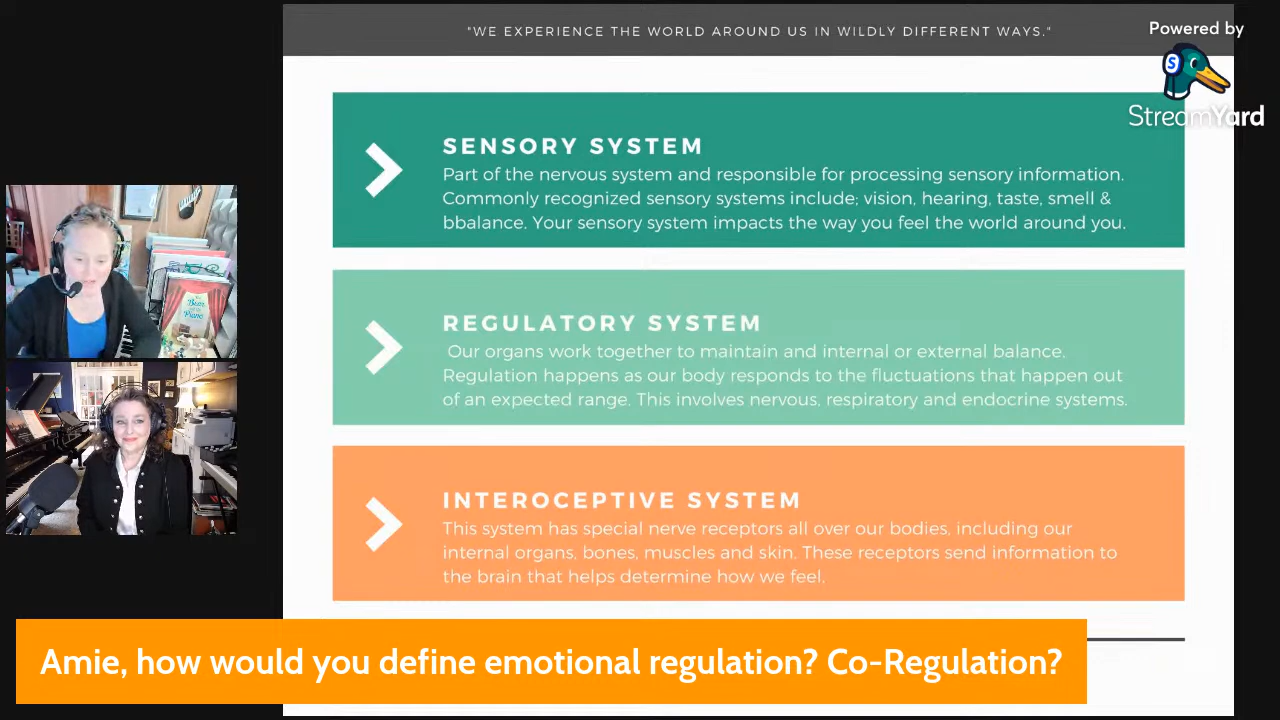 "WE EXPERIENCE THE WORLD AROUND US IN WILDLY DIFFERENT WAYS."
Powered by
S
StreamYard
SENSORY SYSTEM
Part of the nervous system and responsible for processing sensory information.
Commonly recognized sensory systems include; vision, hearing, taste, smell &
bbalance. Your sensory system impacts the way you feel the world around you.
REGULATORY SYSTEM
Our organs work together to maintain and internal or external balance.
Regulation happens as our body responds to the fluctuations that happen out
of an expected range. This involves nervous, respiratory and endocrine systems.
INTEROCEPTIVE SYSTEM
This system has special nerve receptors all over our bodies, including our
internal organs, bones, muscles and skin. These receptors send information to
the brain that helps determine how we feel.
Bear
Piano
Amie, how would you define emotional regulation? Co-Regulation?